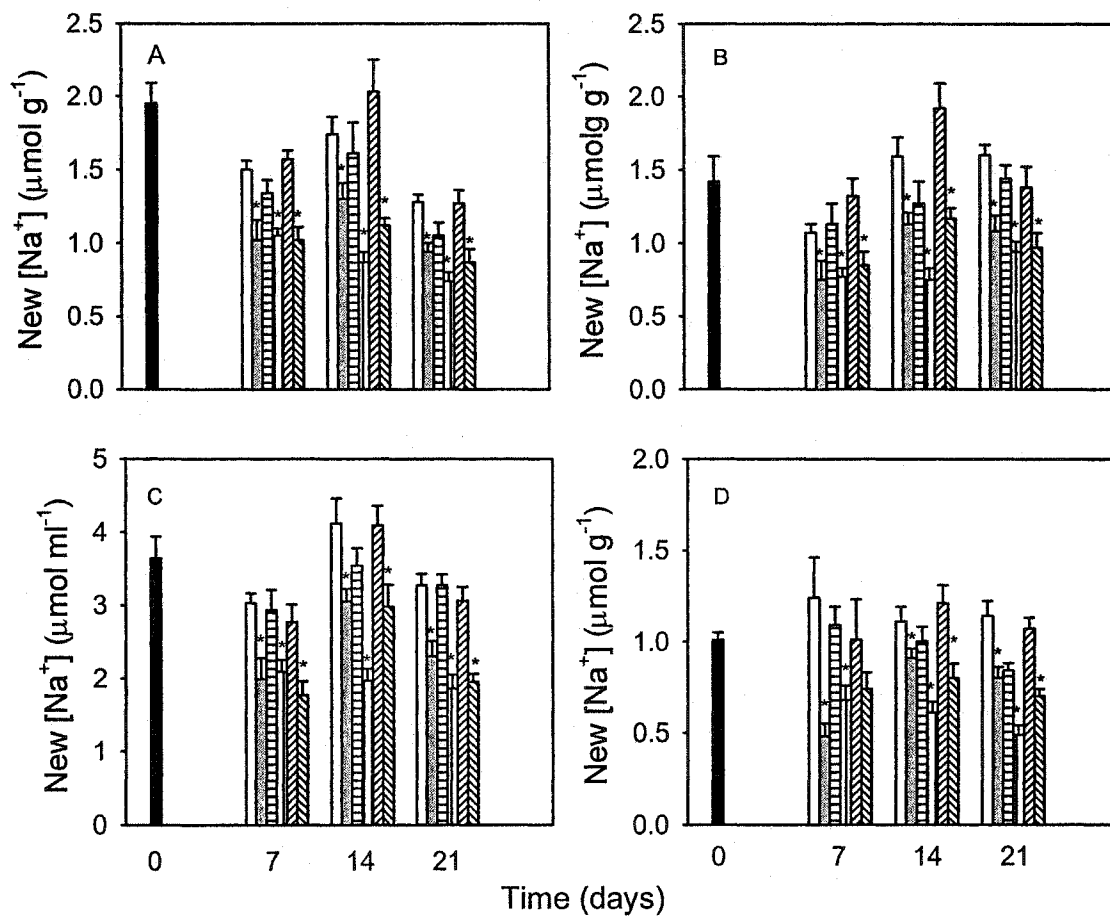 A
New [Na⁺] (μmol g⁻¹)
2.5
2.0
1.5
1.0
0.5
0.0
* * * * * * * * *
B
New [Na⁺] (μmolg g⁻¹)
2.5
2.0
1.5
1.0
0.5
0.0
* * * * * * * * *
C
New [Na⁺] (μmol ml⁻¹)
5
4
3
2
1
0
* * * * * * * * *
0 7 14 21
D
New [Na⁺] (μmol g⁻¹)
2.0
1.5
1.0
0.5
0.0
* * * * * * * *
0 7 14 21
Time (days)